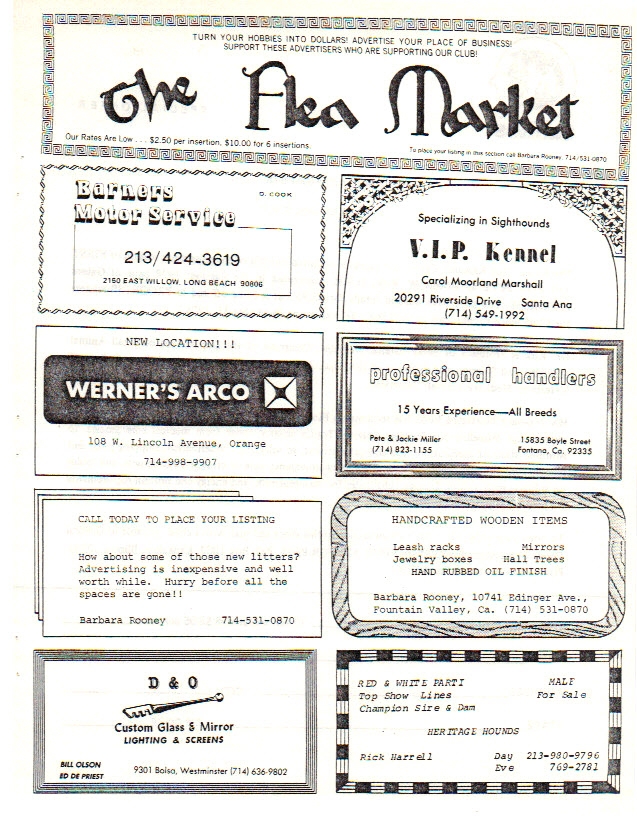 TURN YOUR HOBBIES INTO DOLLARS! ADVERTISE YOUR PLACE OF BUSINESS!
SUPPORT THESE ADVERTISERS WHO ARE SUPPORTING OUR CLUB!
The Flea Market
Our Rates Are Low . . . $2.50 per insertion, $10.00 for 6 insertions.
To place your listing in this section call Barbara Rooney, 714/531-0870
Barners
D. COOK
Motor Service
213/424-3619
2150 EAST WILLOW, LONG BEACH 90806
Specializing in Sighthounds
V.I.P. Kennel
Carol Moorland Marshall
20291 Riverside Drive Santa Ana
(714) 549-1992
NEW LOCATION!!!
WERNER'S ARCO
108 W. Lincoln Avenue, Orange
714-998-9907
professional handlers
15 Years Experience—All Breeds
Pete & Jackie Miller
(714) 823-1155
15835 Boyle Street
Fontana, Ca. 92335
CALL TODAY TO PLACE YOUR LISTING
How about some of those new litters?
Advertising is inexpensive and well
worth while. Hurry before all the
spaces are gone!!
Barbara Rooney 714-531-0870
HANDCRAFTED WOODEN ITEMS
Leash racks Mirrors
Jewelry boxes Hall Trees
HAND RUBBED OIL FINISH
Barbara Rooney, 10741 Edinger Ave.,
Fountain Valley, Ca. (714) 531-0870
D & O
Custom Glass & Mirror
LIGHTING & SCREENS
BILL OLSON
ED DE PRIEST
9301 Bolsa, Westminster (714) 636-9802
RED & WHITE PARTI MALE
Top Show Lines For Sale
Champion Sire & Dam
HERITAGE HOUNDS
Rick Harrell Day 213-980-9796
Eve 769-2781